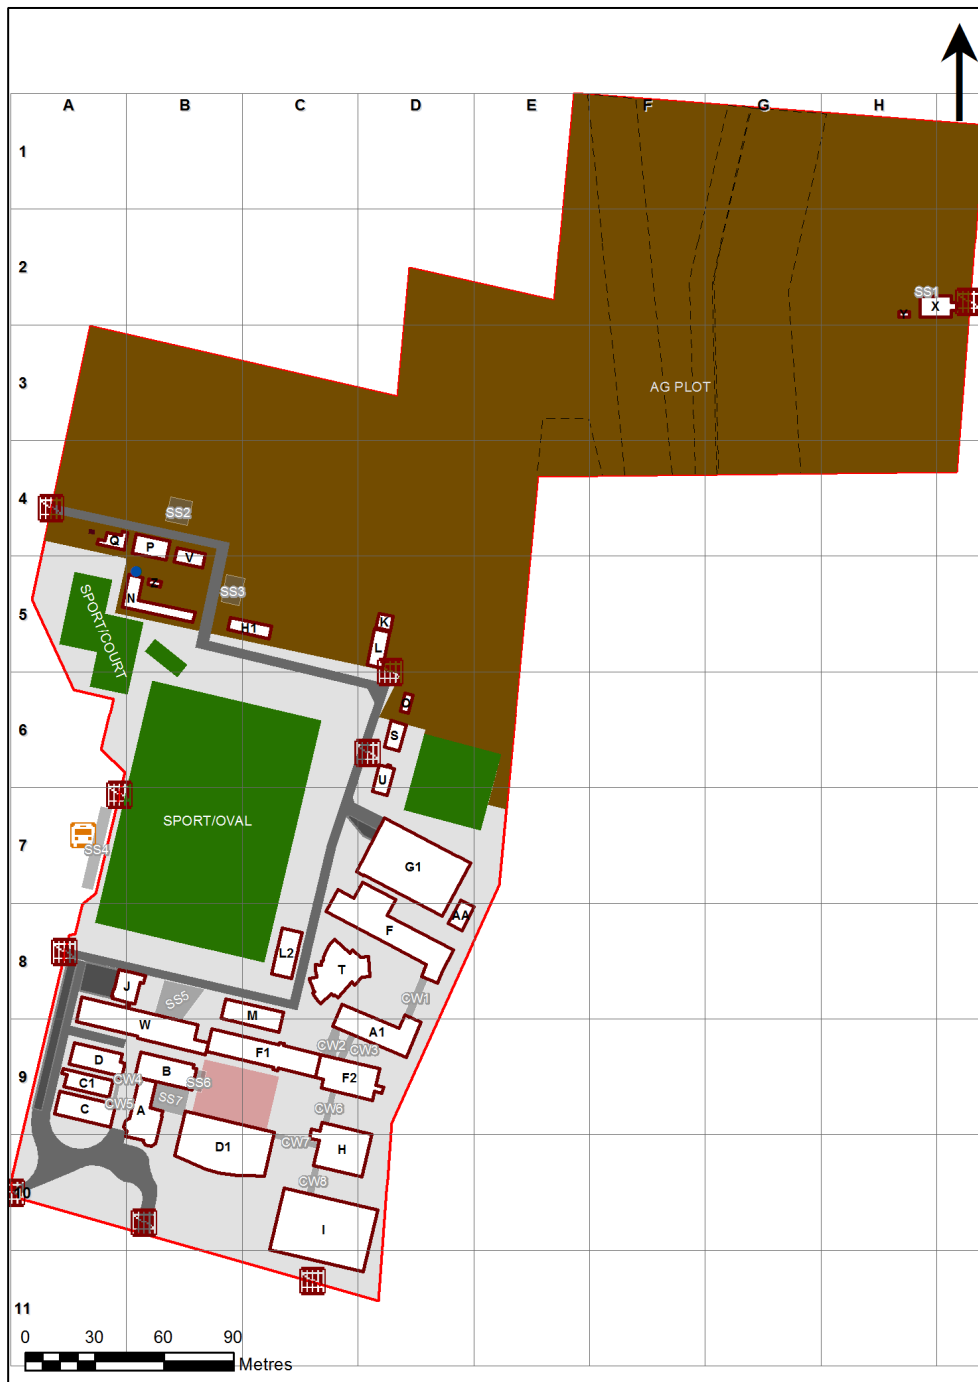 A B C D E F G H
1
2
SS1
X
3
AG PLOT
4
SS2
Q P V
SS3
N
5
SPORT/COURT
H1
K
L
O
6
S
U
SPORT/OVAL
7
SS4
G1
AA
F
L2
8
T
J
SS5
CW1
M
W
A1
F1
CW2
CW3
D
B
9
C1
CW4
SS6
F2
C
CW5
A
SS7
CW6
D1
CW7
H
10
CW8
I
11
0 30 60 90
Metres